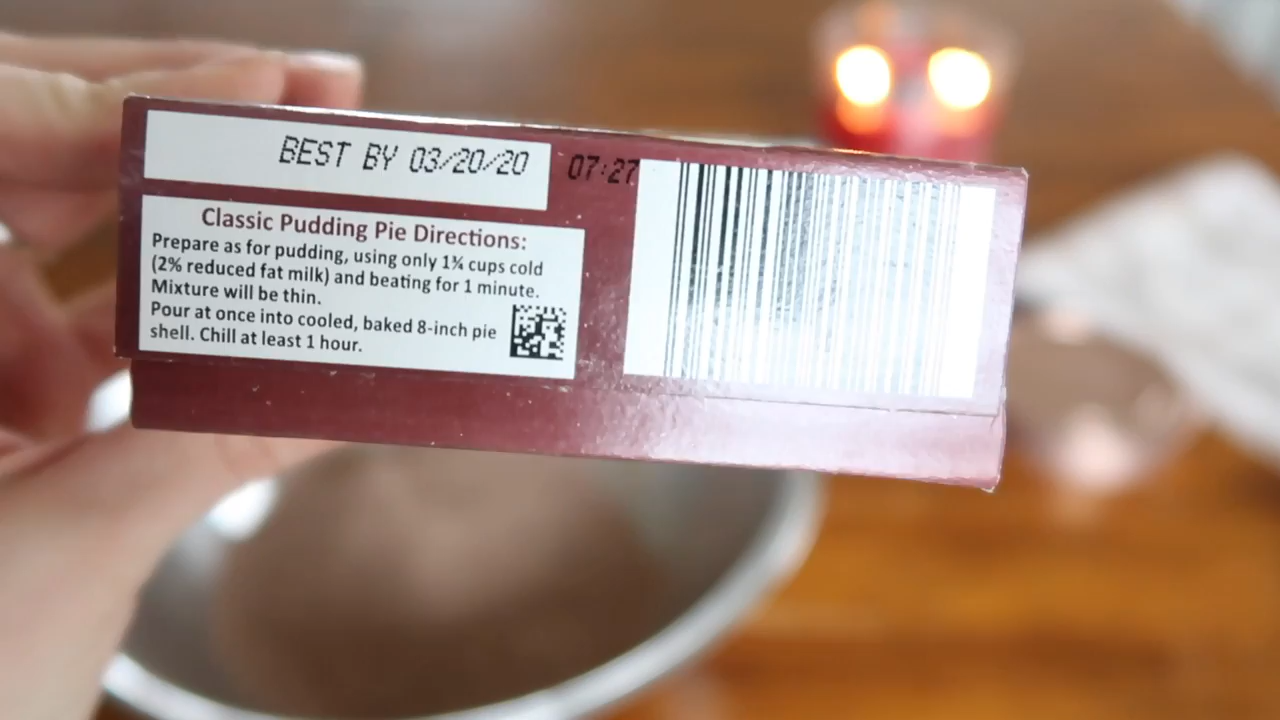 BEST BY 03/20/20 07:27
Classic Pudding Pie Directions:
Prepare as for pudding, using only 1¾ cups cold
(2% reduced fat milk) and beating for 1 minute.
Mixture will be thin.
Pour at once into cooled, baked 8-inch pie
shell. Chill at least 1 hour.